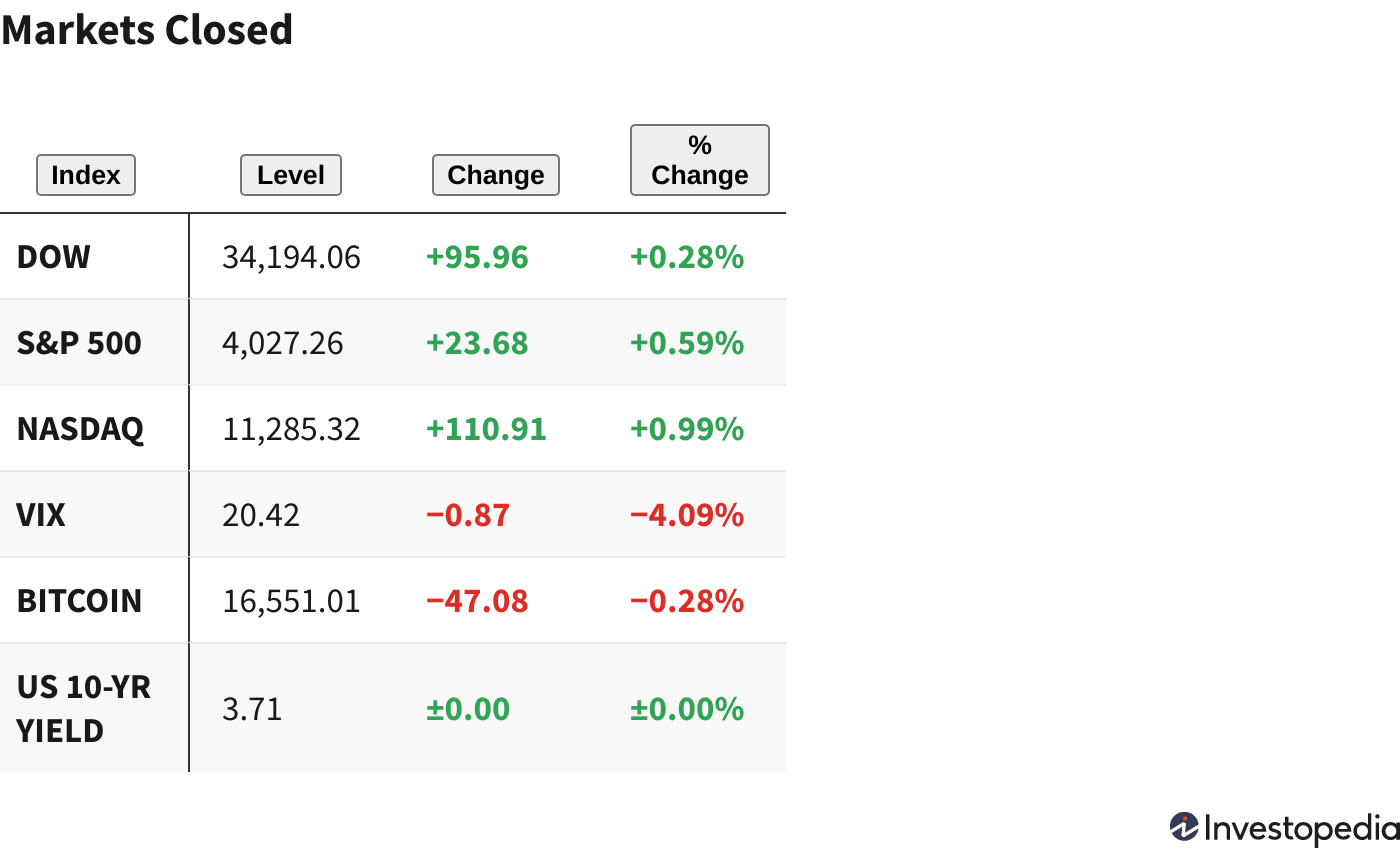 Markets Closed
Index Level Change % Change
DOW 34,194.06 +95.96 +0.28%
S&P 500 4,027.26 +23.68 +0.59%
NASDAQ 11,285.32 +110.91 +0.99%
VIX 20.42 −0.87 −4.09%
BITCOIN 16,551.01 −47.08 −0.28%
US 10-YR YIELD 3.71 ±0.00 ±0.00%
Investopedia